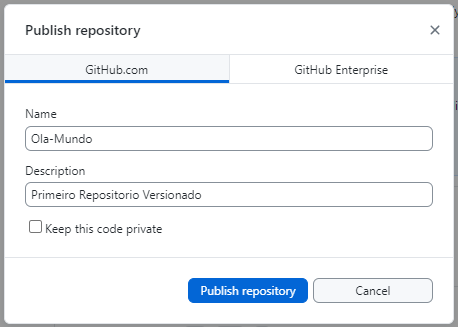 Publish repository
GitHub.com
GitHub Enterprise
Name
Ola-Mundo
Description
Primeiro Repositorio Versionado
Keep this code private
Publish repository
Cancel